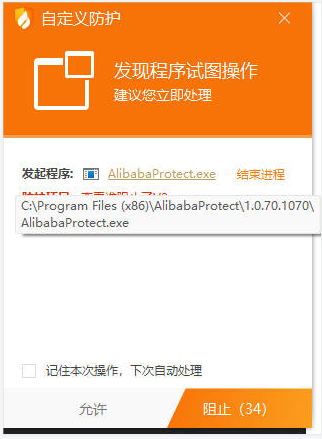 自定义防护
发现程序试图操作
建议您立即处理
发起程序: AlibabaProtect.exe 结束进程
C:\Program Files (x86)\AlibabaProtect\1.0.70.1070\
AlibabaProtect.exe
记住本次操作，下次自动处理
允许 阻止（34）